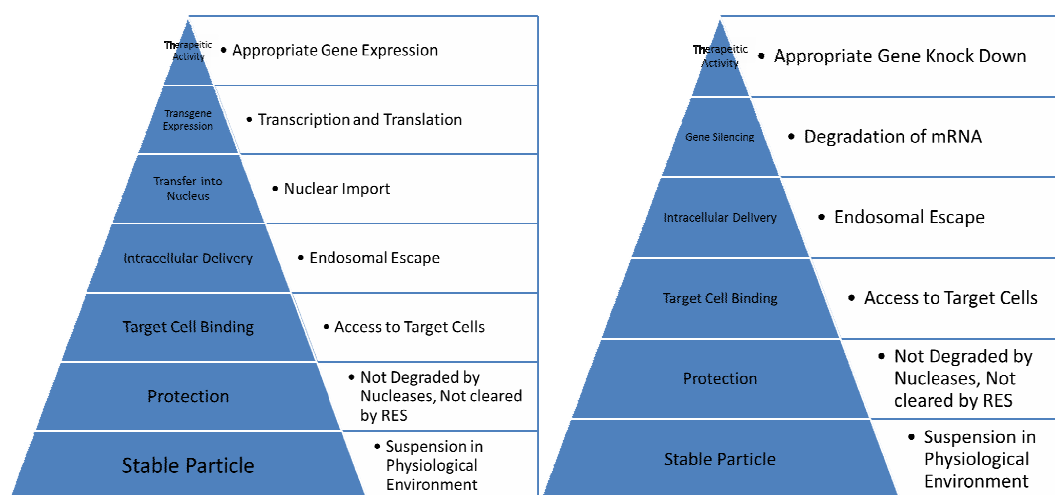 Therapeitic
Activity
• Appropriate Gene Expression
Transgene
Expression
• Transcription and Translation
Transfer into
Nucleus
• Nuclear Import
Intracellular Delivery
• Endosomal Escape
Target Cell Binding
• Access to Target Cells
Protection
• Not Degraded by
Nucleases, Not cleared
by RES
Stable Particle
• Suspension in
Physiological
Environment
Therapeitic
Activity
• Appropriate Gene Knock Down
Gene Silencing
• Degradation of mRNA
Intracellular Delivery
• Endosomal Escape
Target Cell Binding
• Access to Target Cells
Protection
• Not Degraded by
Nucleases, Not
cleared by RES
Stable Particle
• Suspension in
Physiological
Environment